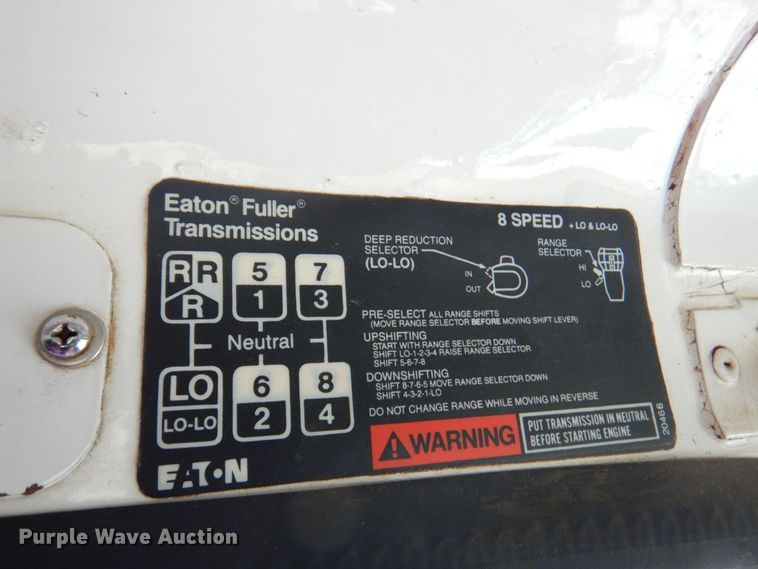 Eaton® Fuller®
Transmissions
8 SPEED + LO & LO-LO
DEEP REDUCTION
SELECTOR
(LO-LO)
IN
OUT
RANGE
SELECTOR
HI
LO
R R
R
5
1
7
3
Neutral
LO
LO-LO
6
2
8
4
PRE-SELECT ALL RANGE SHIFTS
(MOVE RANGE SELECTOR BEFORE MOVING SHIFT LEVER)
UPSHIFTING
START WITH RANGE SELECTOR DOWN
SHIFT LO-1-2-3-4 RAISE RANGE SELECTOR
SHIFT 5-6-7-8
DOWNSHIFTING
SHIFT 8-7-6-5 MOVE RANGE SELECTOR DOWN
SHIFT 4-3-2-1-LO
DO NOT CHANGE RANGE WHILE MOVING IN REVERSE
WARNING
PUT TRANSMISSION IN NEUTRAL
BEFORE STARTING ENGINE
20466
EATON
Purple Wave Auction